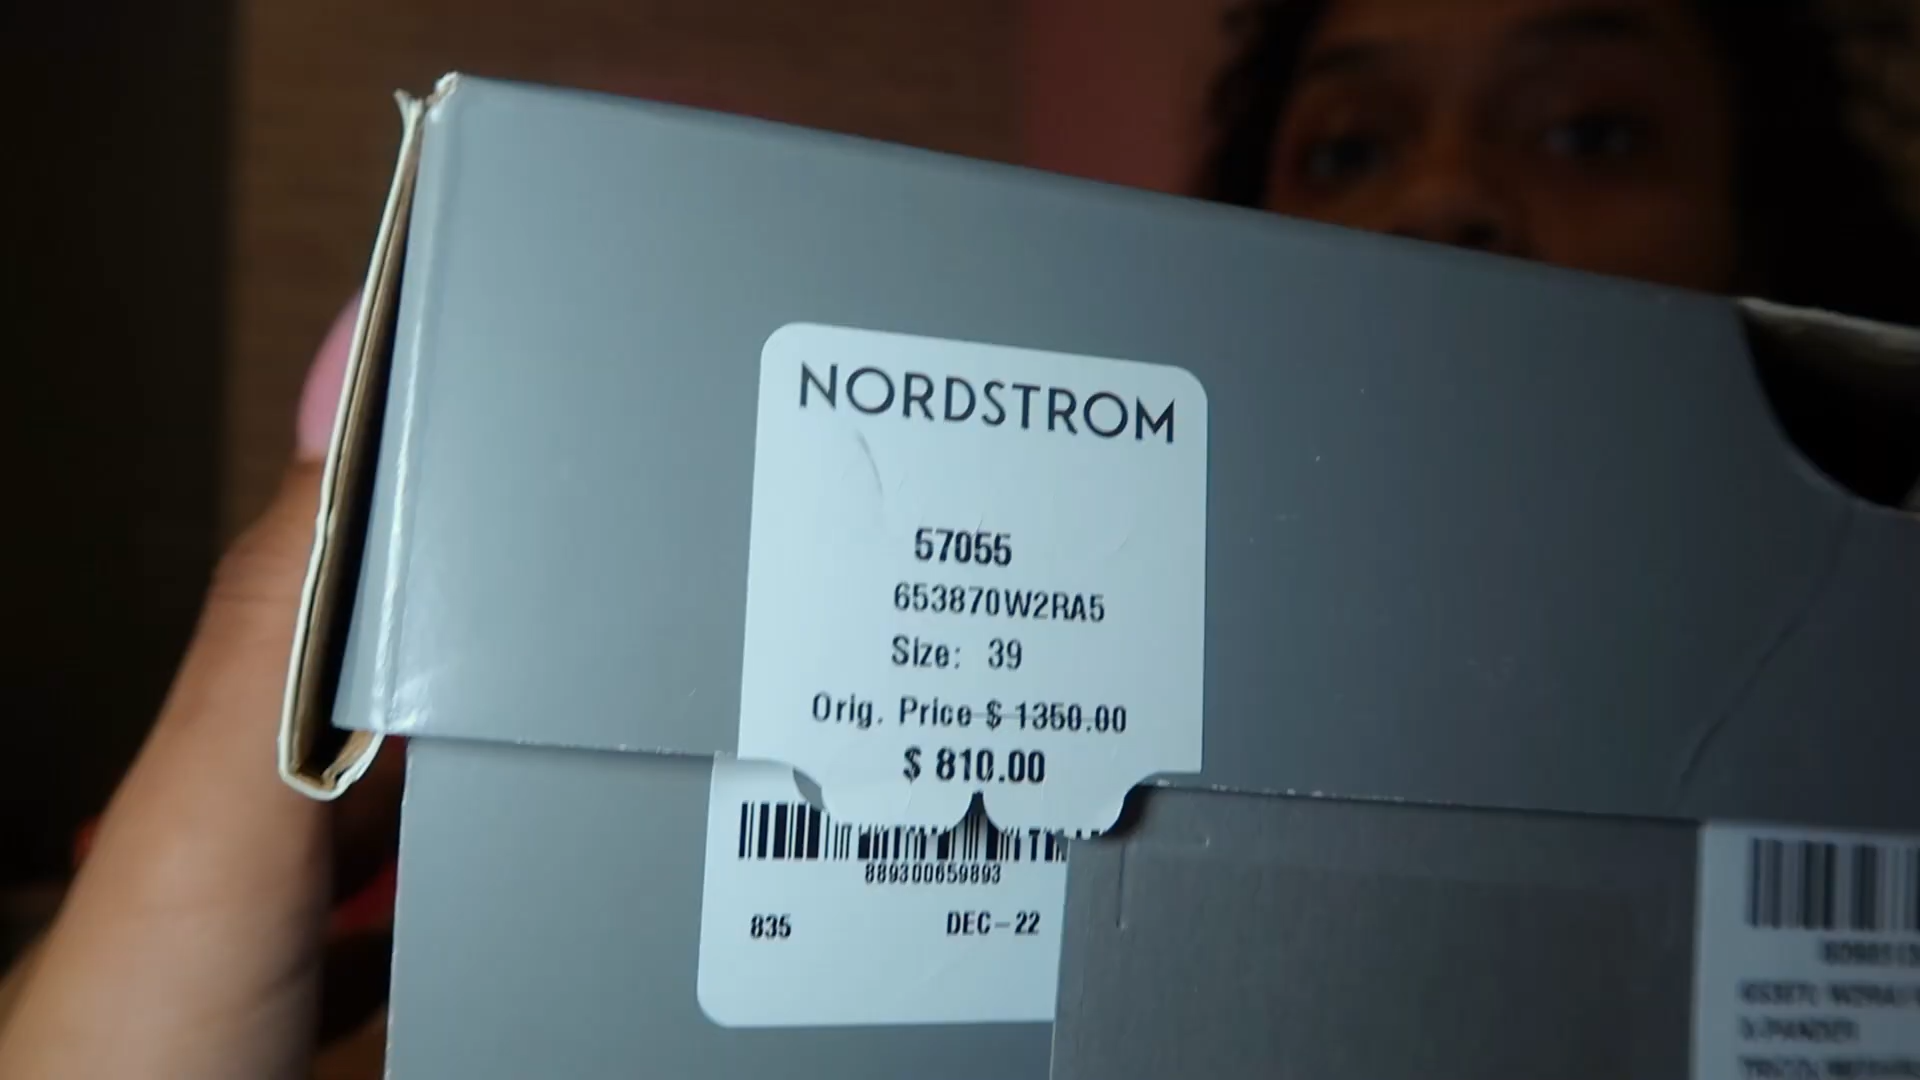 NORDSTROM
57055
653870W2RA5
Size: 39
Orig. Price $ 1350.00
$ 810.00
889300659893
835 DEC-22